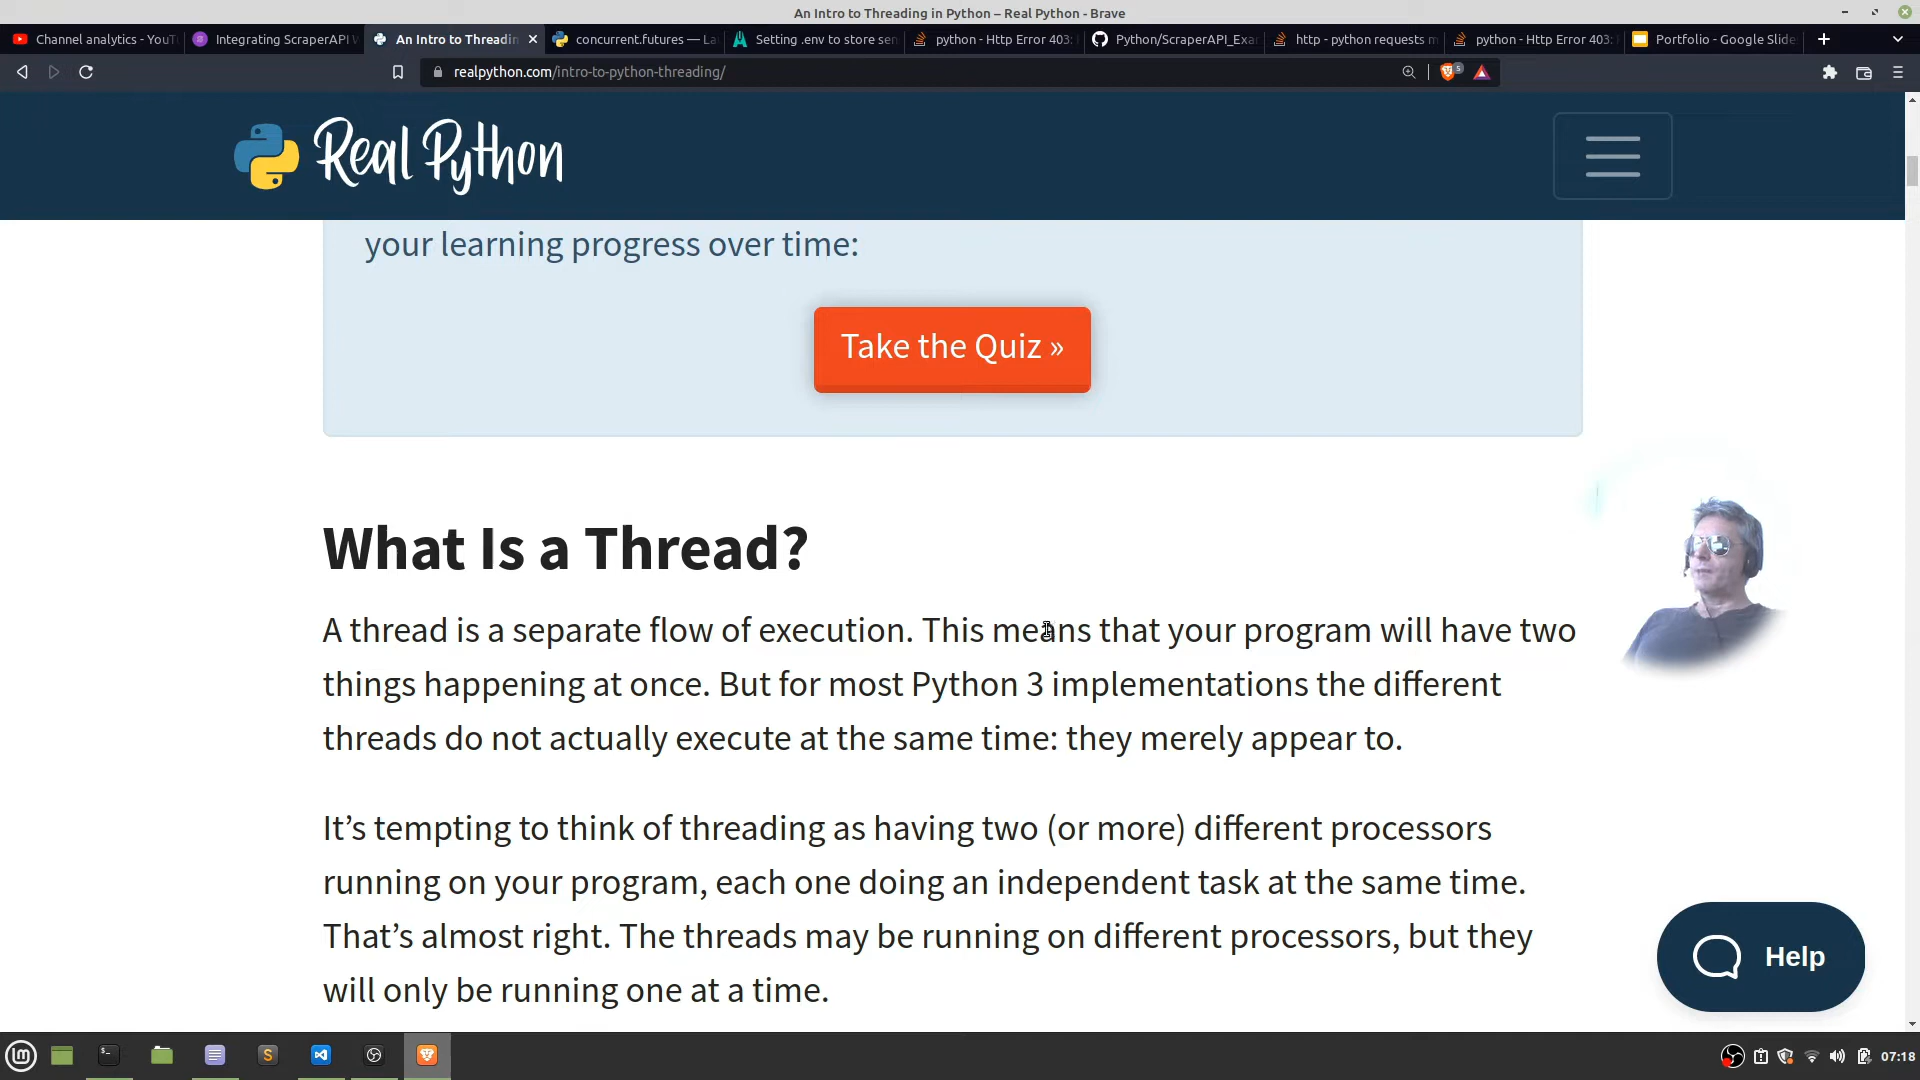 An Intro to Threading in Python – Real Python - Brave
Channel analytics - YouT
Integrating ScraperAPI
An Intro to Threadin
concurrent.futures — La
Setting .env to store sen
python - Http Error 403:
Python/ScraperAPI_Exa
http - python requests m
python - Http Error 403:
Portfolio - Google Slide
realpython.com/intro-to-python-threading/
5
Real Python
your learning progress over time:
Take the Quiz »
What Is a Thread?
A thread is a separate flow of execution. This means that your program will have two
things happening at once. But for most Python 3 implementations the different
threads do not actually execute at the same time: they merely appear to.
It’s tempting to think of threading as having two (or more) different processors
running on your program, each one doing an independent task at the same time.
That’s almost right. The threads may be running on different processors, but they
will only be running one at a time.
Help
07:18